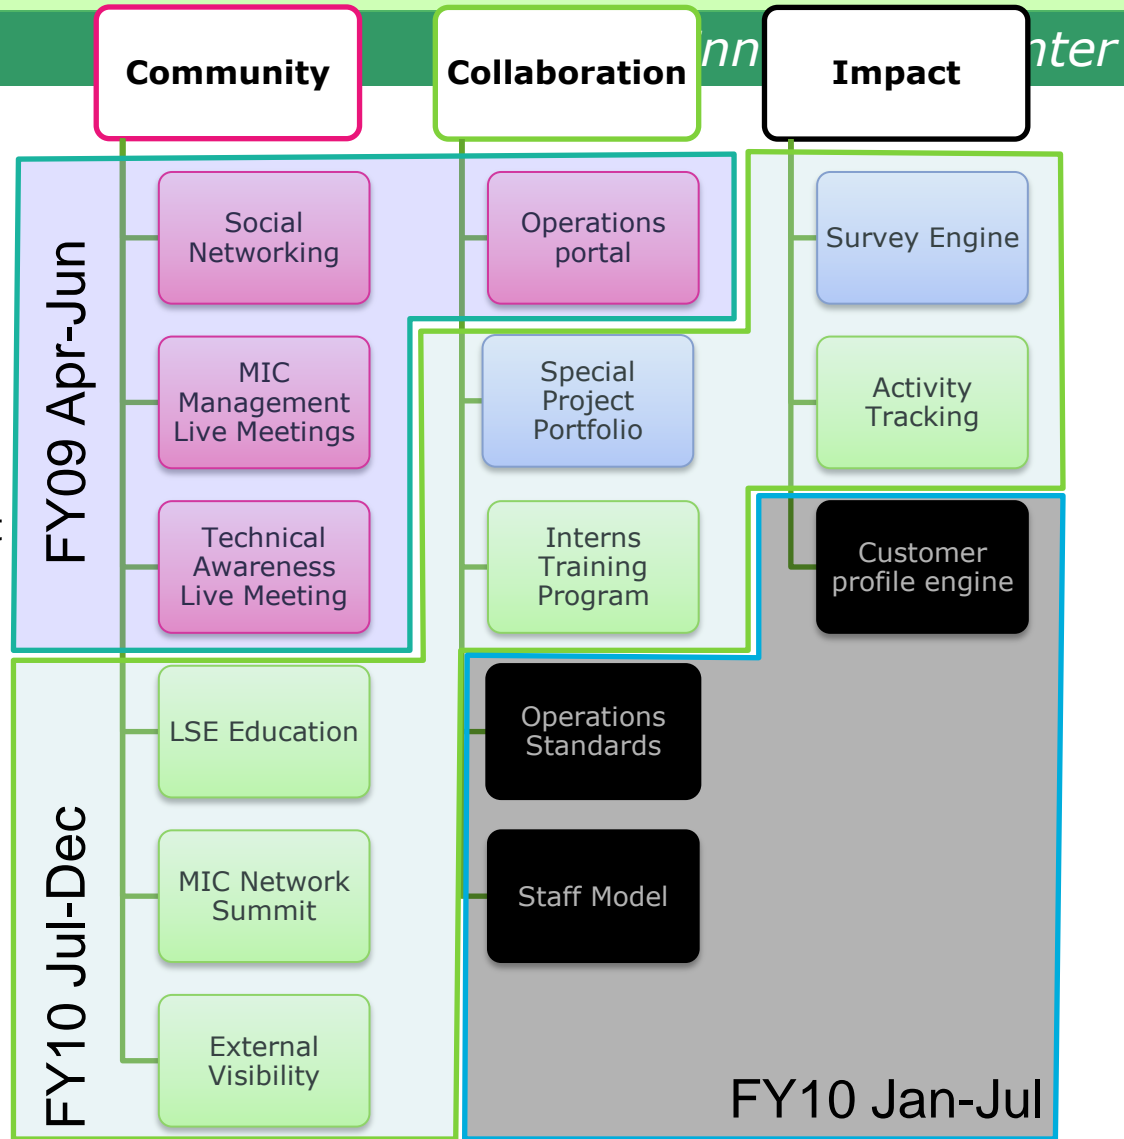 Community
Collaboration
Impact
nn
nter
FY09 Apr-Jun
Social
Networking
MIC
Management
Live Meetings
Technical
Awareness
Live Meeting
Operations
portal
Special
Project
Portfolio
Interns
Training
Program
Survey Engine
Activity
Tracking
Customer
profile engine
FY10 Jul-Dec
LSE Education
MIC Network
Summit
External
Visibility
Operations
Standards
Staff Model
FY10 Jan-Jul